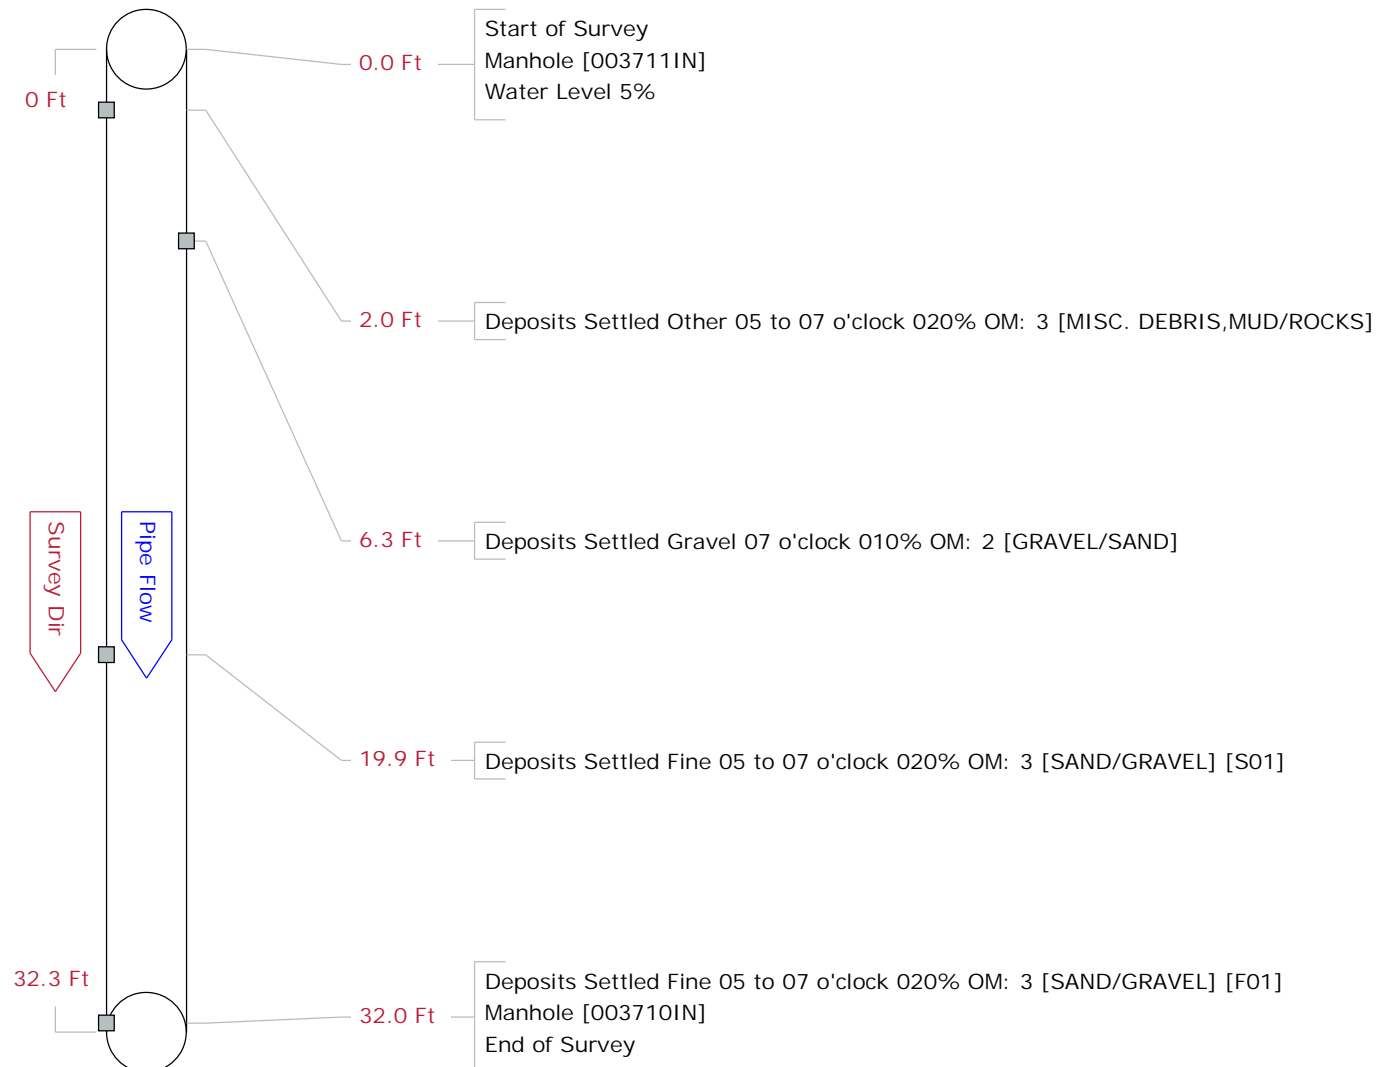 Start of Survey
0.0 Ft
Manhole [003711IN]
Water Level 5%
0 Ft
2.0 Ft
Deposits Settled Other 05 to 07 o'clock 020% OM: 3 [MISC. DEBRIS,MUD/ROCKS]
6.3 Ft
Deposits Settled Gravel 07 o'clock 010% OM: 2 [GRAVEL/SAND]
Survey Dir
Pipe Flow
19.9 Ft
Deposits Settled Fine 05 to 07 o'clock 020% OM: 3 [SAND/GRAVEL] [S01]
32.3 Ft
Deposits Settled Fine 05 to 07 o'clock 020% OM: 3 [SAND/GRAVEL] [F01]
32.0 Ft
Manhole [003710IN]
End of Survey